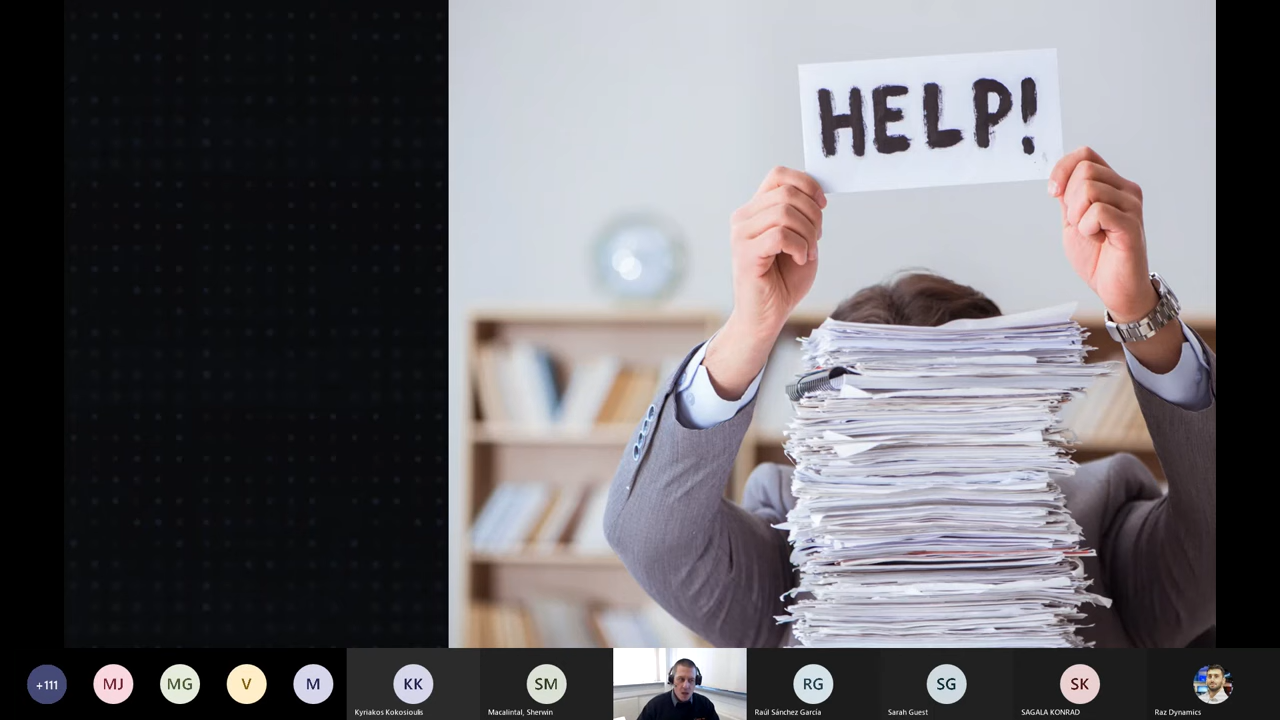 HELP!
+111
MJ
MG
V
M
KK
SM
RG
SG
SK
Kyriakos Kokosioulis
Macalintal, Sherwin
Raúl Sánchez García
Sarah Guest
SAGALA KONRAD
Raz Dynamics